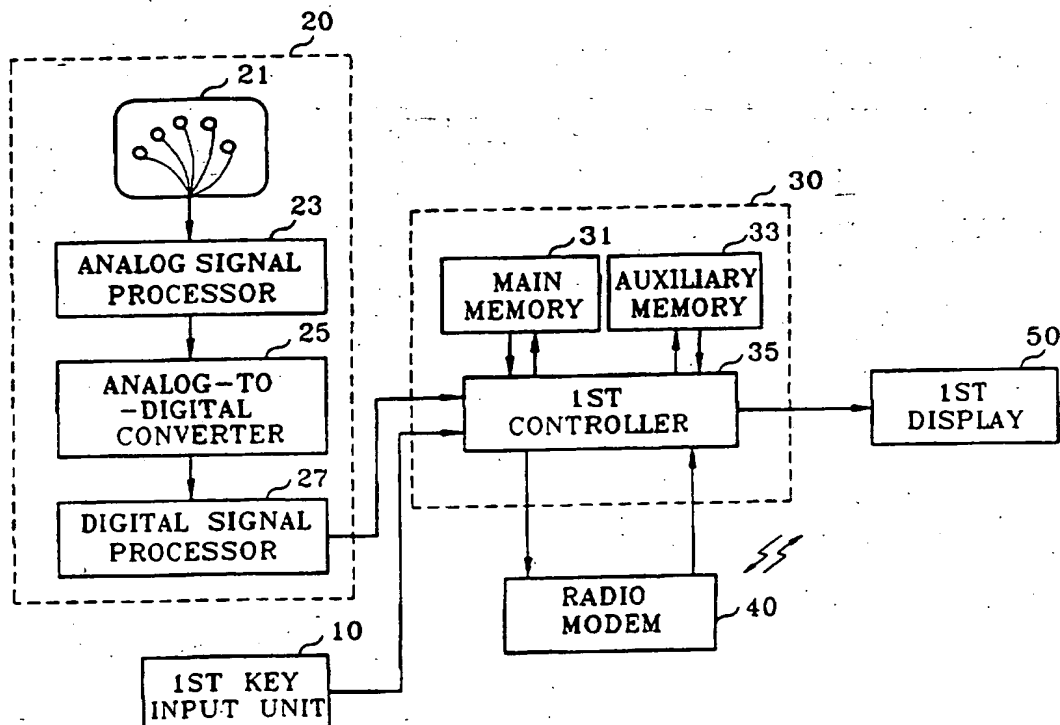 20
21
23
ANALOG SIGNAL
PROCESSOR
25
ANALOG-TO
-DIGITAL
CONVERTER
27
DIGITAL SIGNAL
PROCESSOR
10
1ST KEY
INPUT UNIT
30
31
MAIN
MEMORY
33
AUXILIARY
MEMORY
35
1ST
CONTROLLER
RADIO
MODEM
40
50
1ST
DISPLAY